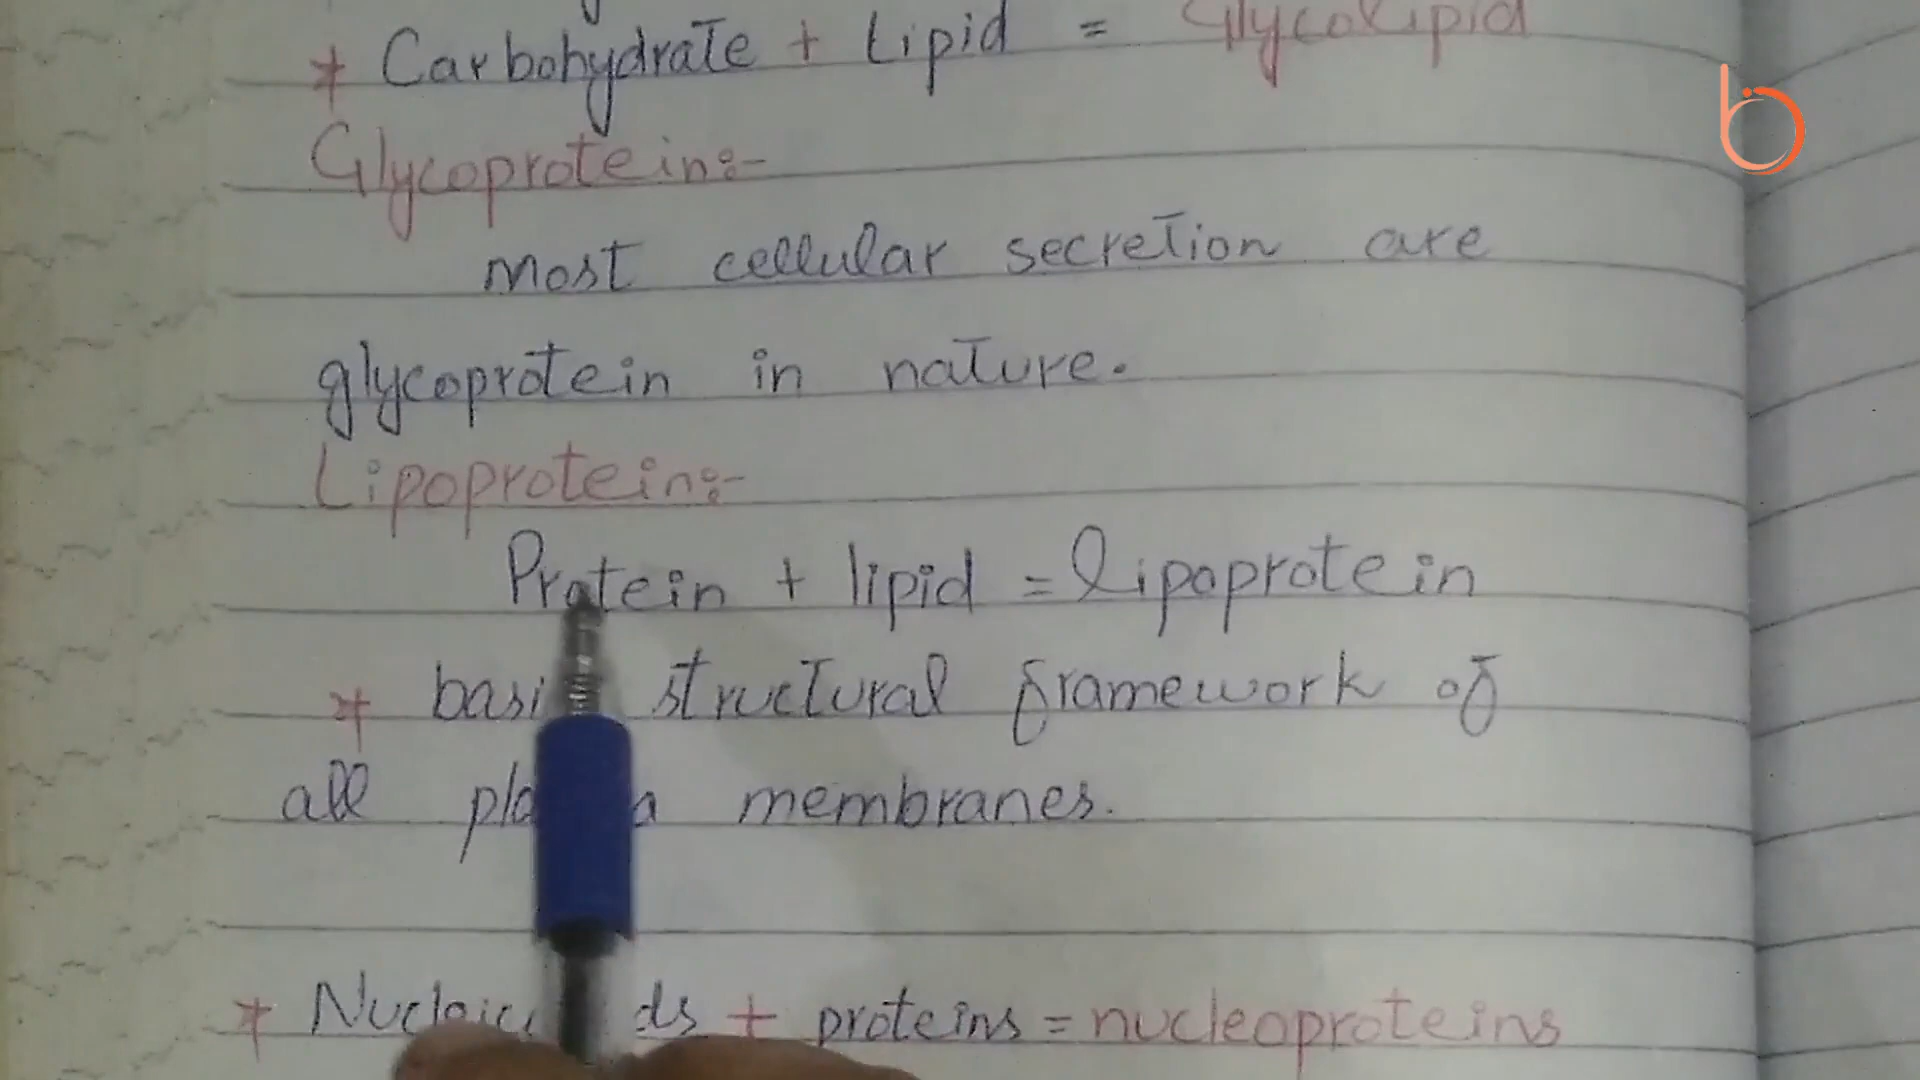 * Carbohydrate + Lipid = Glycolipid
Glycoprotein:-
most cellular secretion are
glycoprotein in nature.
Lipoprotein:-
Protein + lipid = lipoprotein
* structural framework of
all membranes.
* + proteins = nucleoproteins